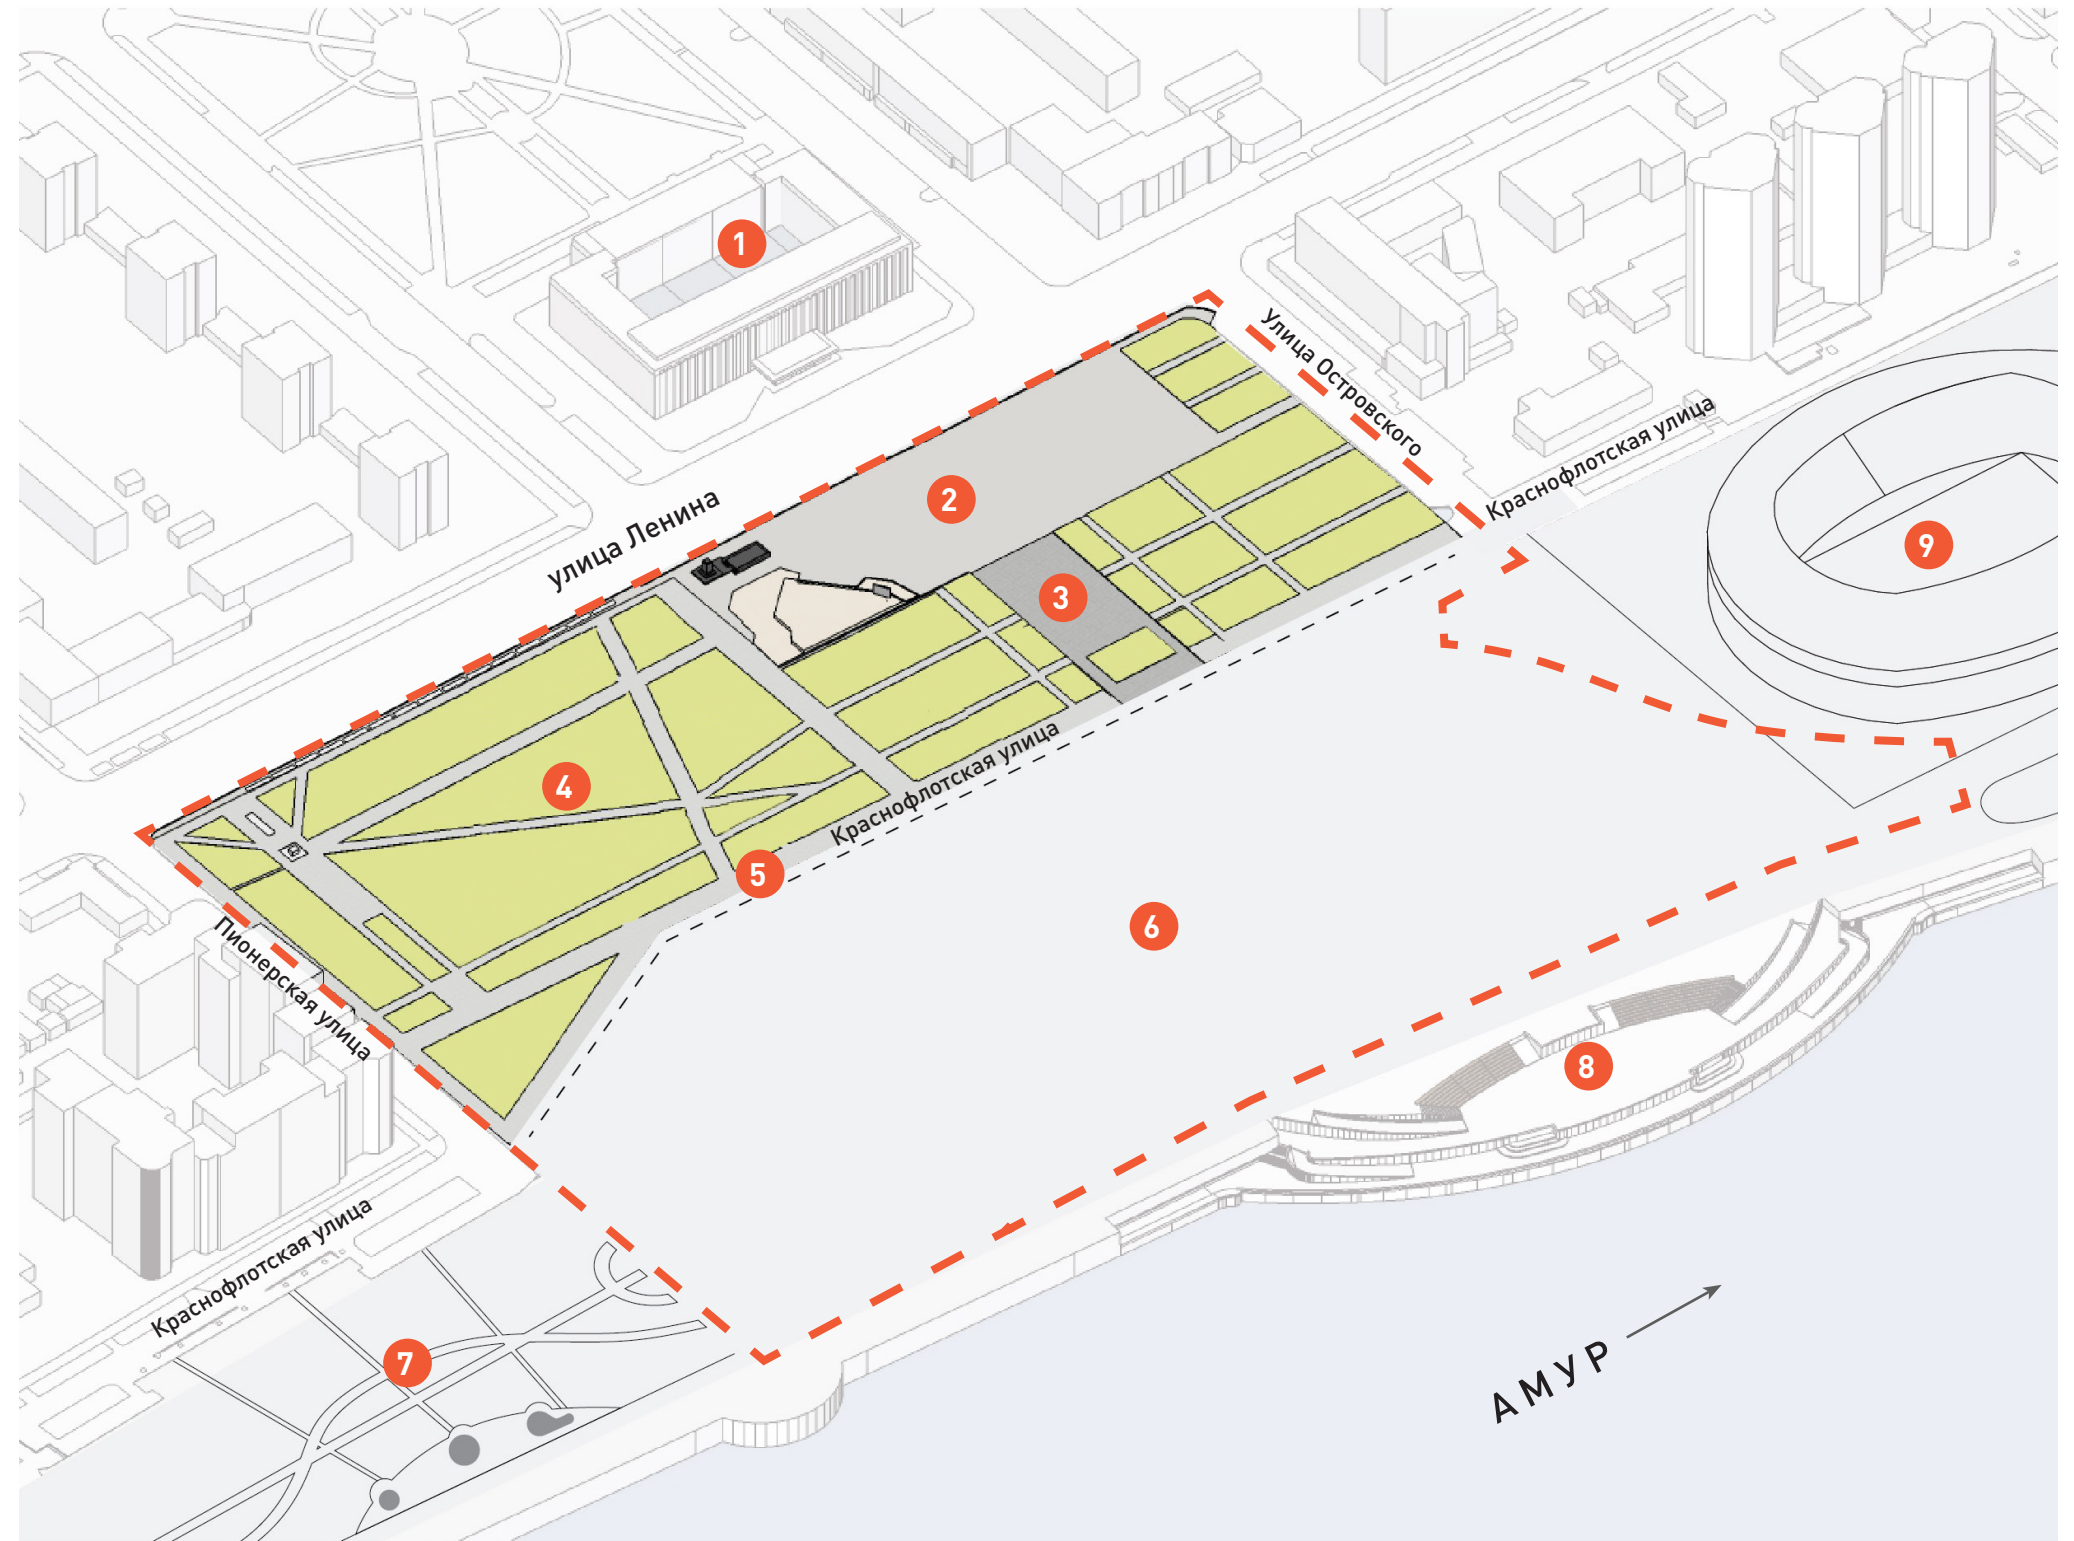 1
Улица Островского
Краснофлотская улица
2
улица Ленина
9
3
4
Краснофлотская улица
5
6
Пионерская улица
8
Краснофлотская улица
7
АМУР